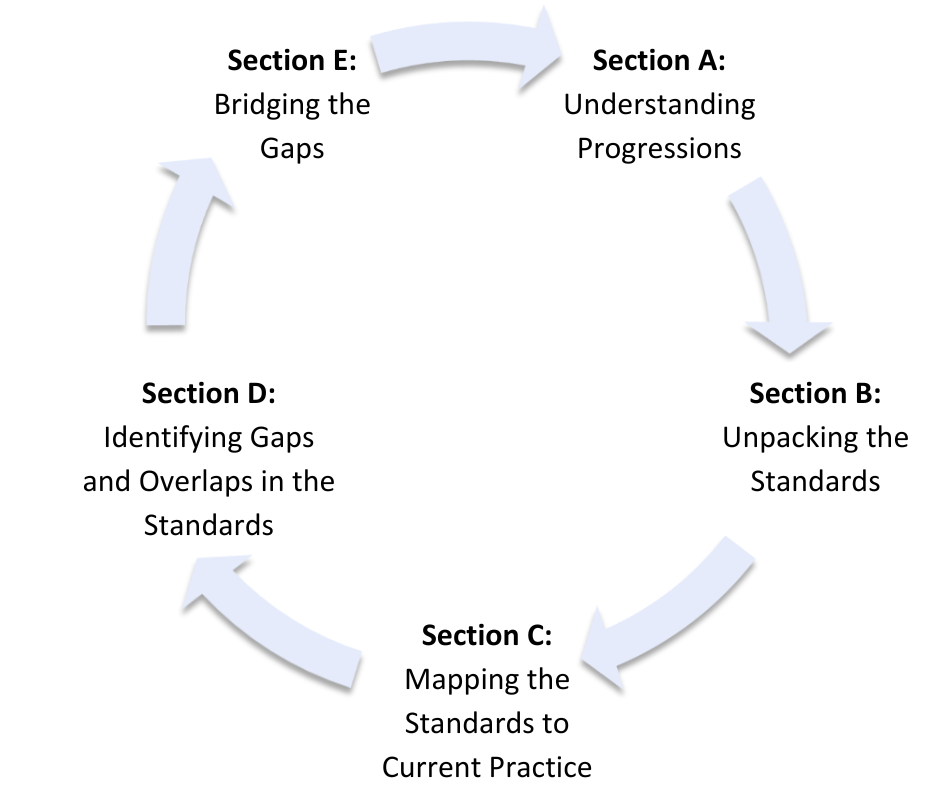 Section E:
Bridging the
Gaps
Section A:
Understanding
Progressions
Section B:
Unpacking the
Standards
Section C:
Mapping the
Standards to
Current Practice
Section D:
Identifying Gaps
and Overlaps in the
Standards